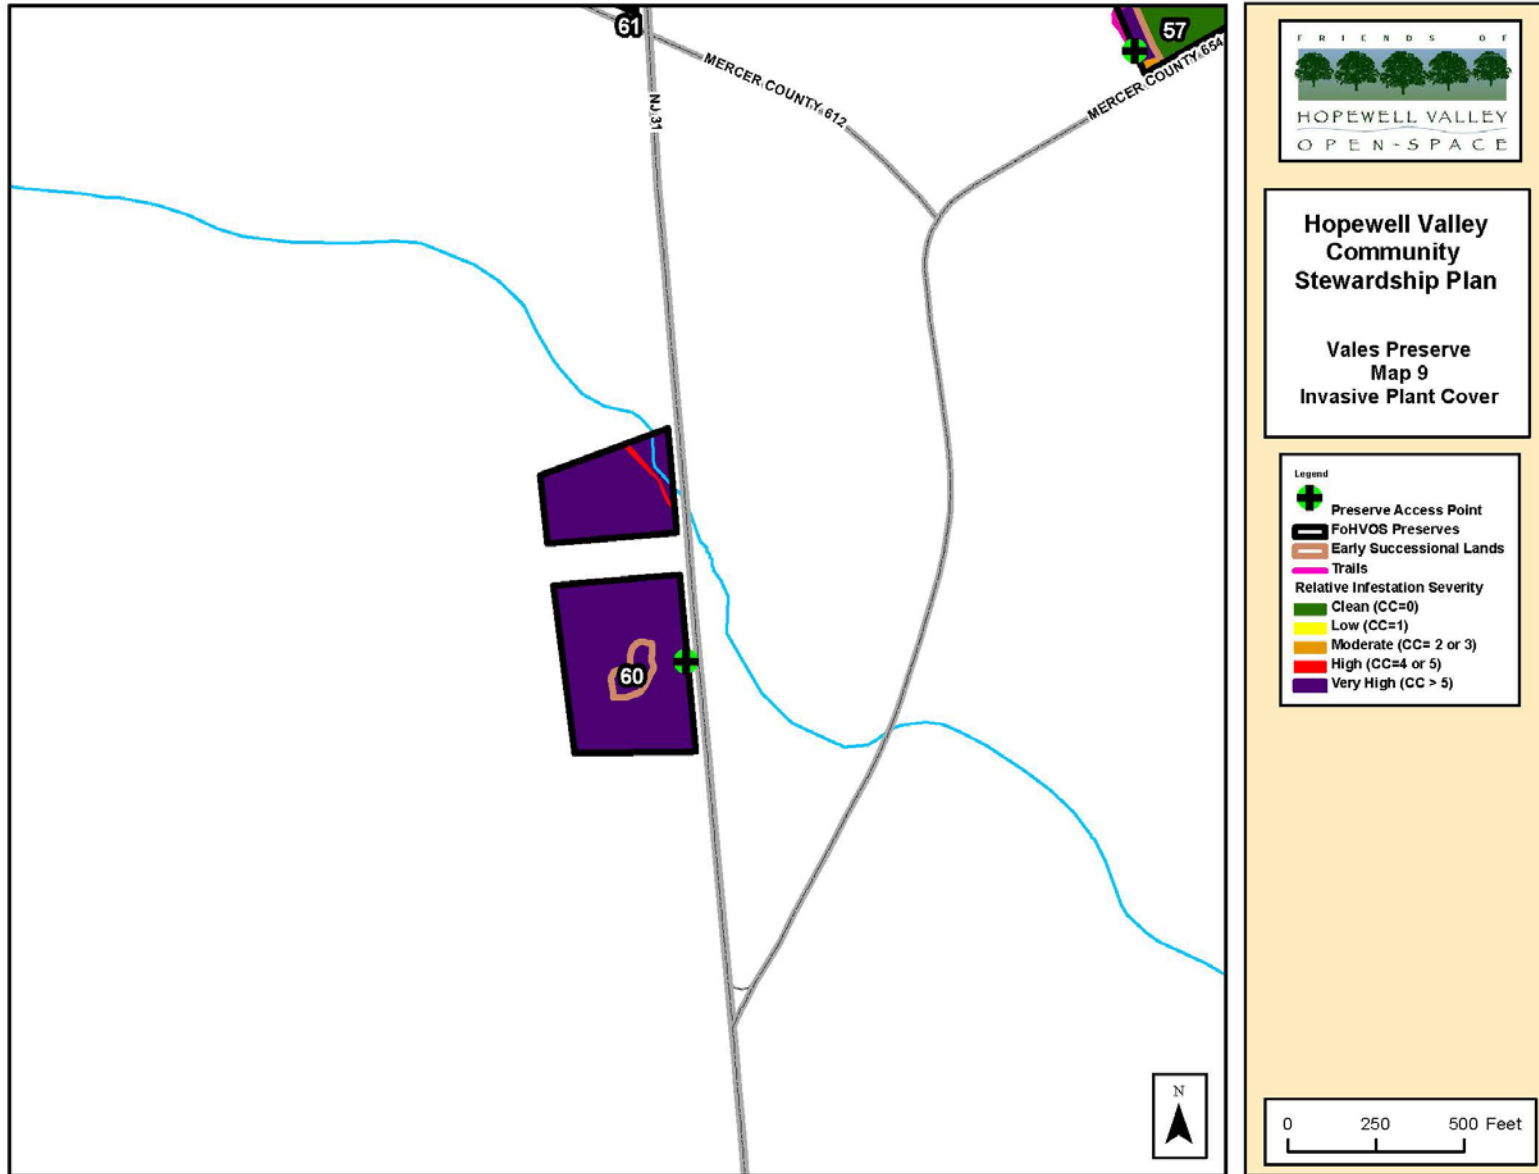 61
57
MERCER COUNTY 612
MERCER COUNTY 654
NJ 31
60
N
FRIENDS OF
HOPEWELL VALLEY
OPEN-SPACE
Hopewell Valley
Community
Stewardship Plan
Vales Preserve
Map 9
Invasive Plant Cover
Legend
Preserve Access Point
FoHVOS Preserves
Early Successional Lands
Trails
Relative Infestation Severity
Clean (CC=0)
Low (CC=1)
Moderate (CC= 2 or 3)
High (CC=4 or 5)
Very High (CC > 5)
0 250 500 Feet